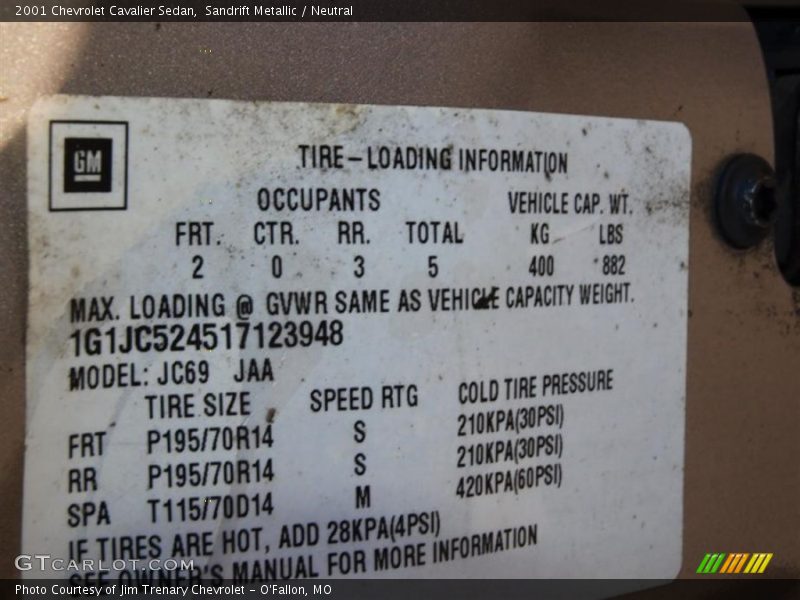 2001 Chevrolet Cavalier Sedan, Sandrift Metallic / Neutral
GM
TIRE-LOADING INFORMATION
OCCUPANTS VEHICLE CAP. WT.
FRT. CTR. RR. TOTAL KG LBS
2 0 3 5 400 882
MAX. LOADING @ GVWR SAME AS VEHICLE CAPACITY WEIGHT.
1G1JC524517123948
MODEL: JC69 JAA
TIRE SIZE SPEED RTG COLD TIRE PRESSURE
FRT P195/70R14 S 210KPA(30PSI)
RR P195/70R14 S 210KPA(30PSI)
SPA T115/70D14 M 420KPA(60PSI)
IF TIRES ARE HOT, ADD 28KPA(4PSI)
SEE OWNER'S MANUAL FOR MORE INFORMATION
GTCarLot.com
Photo Courtesy of Jim Trenary Chevrolet - O'Fallon, MO